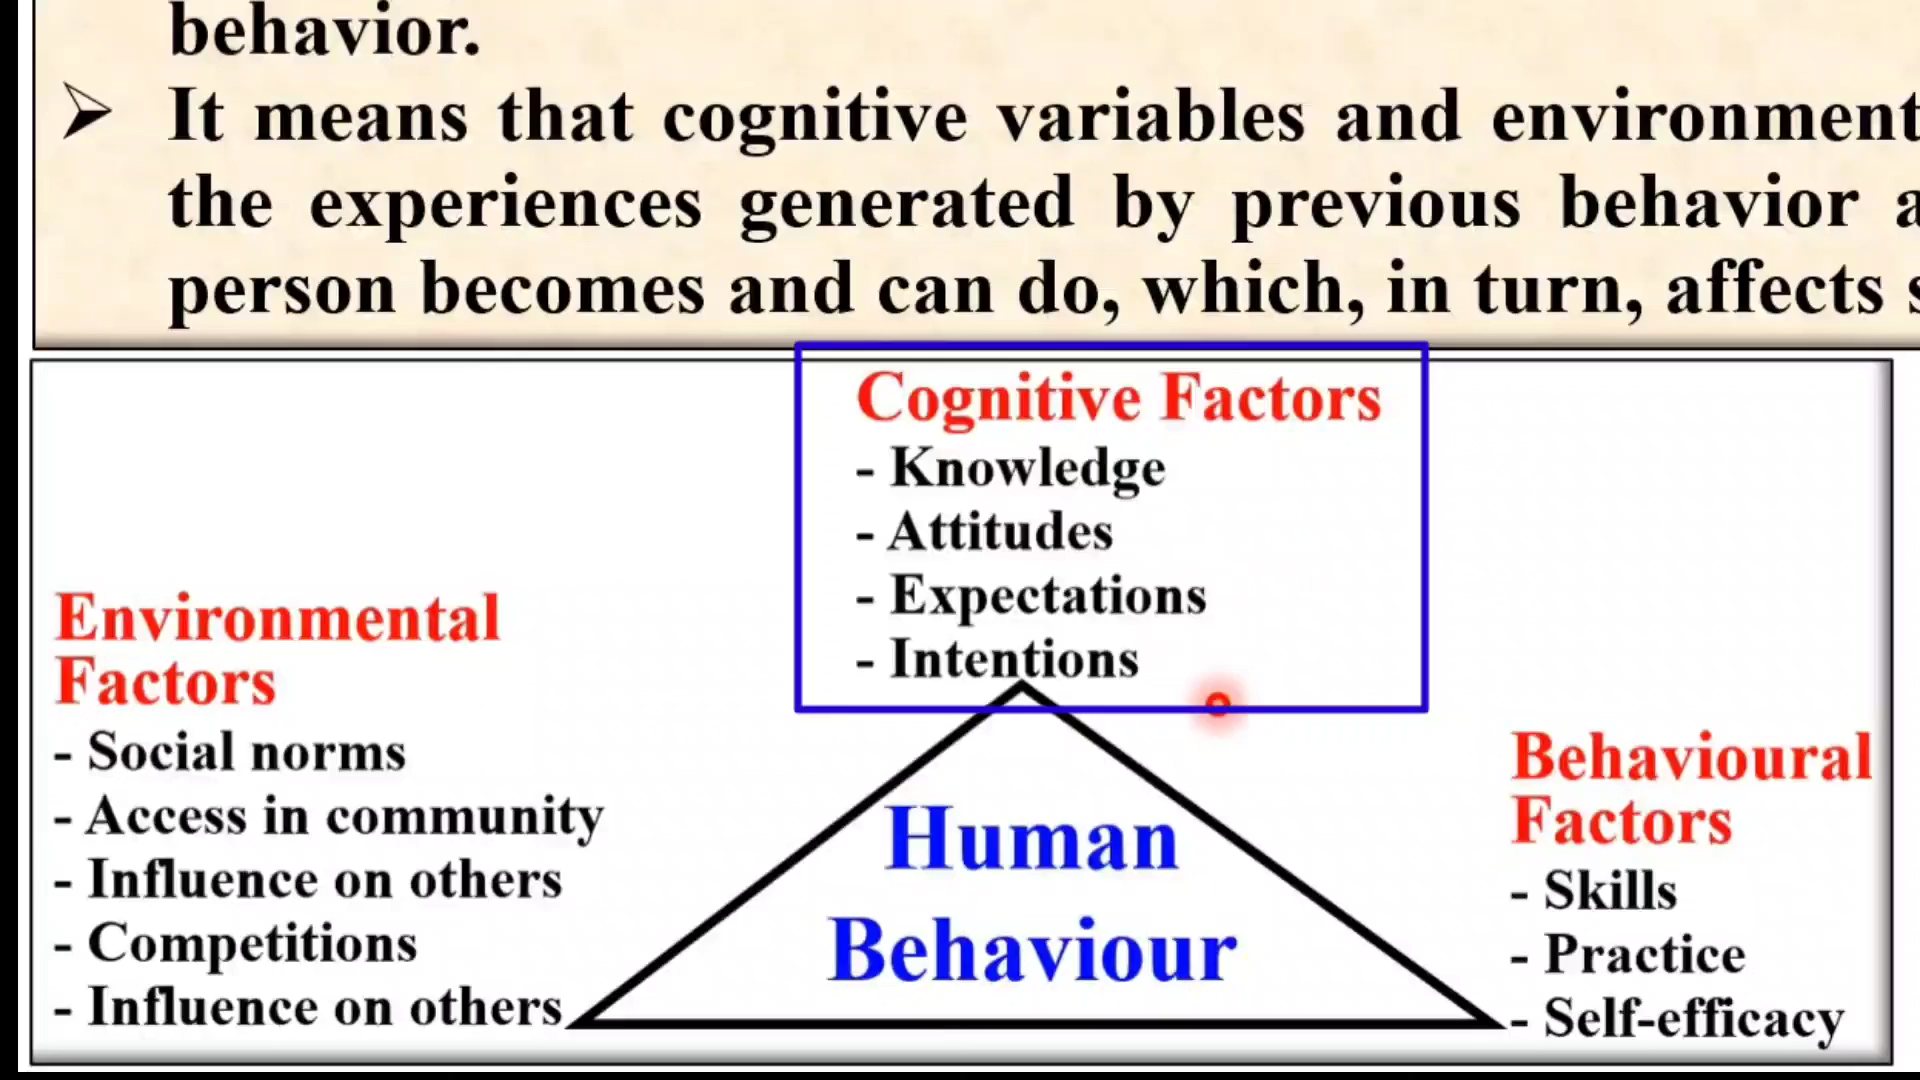 behavior.
➢ It means that cognitive variables and environment
the experiences generated by previous behavior
person becomes and can do, which, in turn, affects
Cognitive Factors
- Knowledge
- Attitudes
- Expectations
- Intentions
Environmental
Factors
- Social norms
- Access in community
- Influence on others
- Competitions
- Influence on others
Human
Behaviour
Behavioural
Factors
- Skills
- Practice
- Self-efficacy